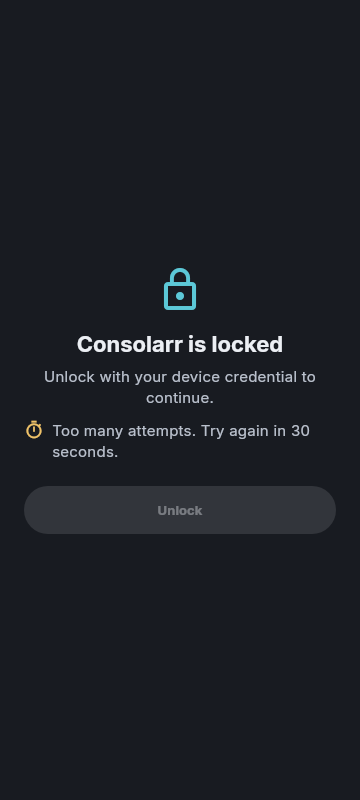 Consolarr is locked
Unlock with your device credential to
continue.
Too many attempts. Try again in 30
seconds.
Unlock